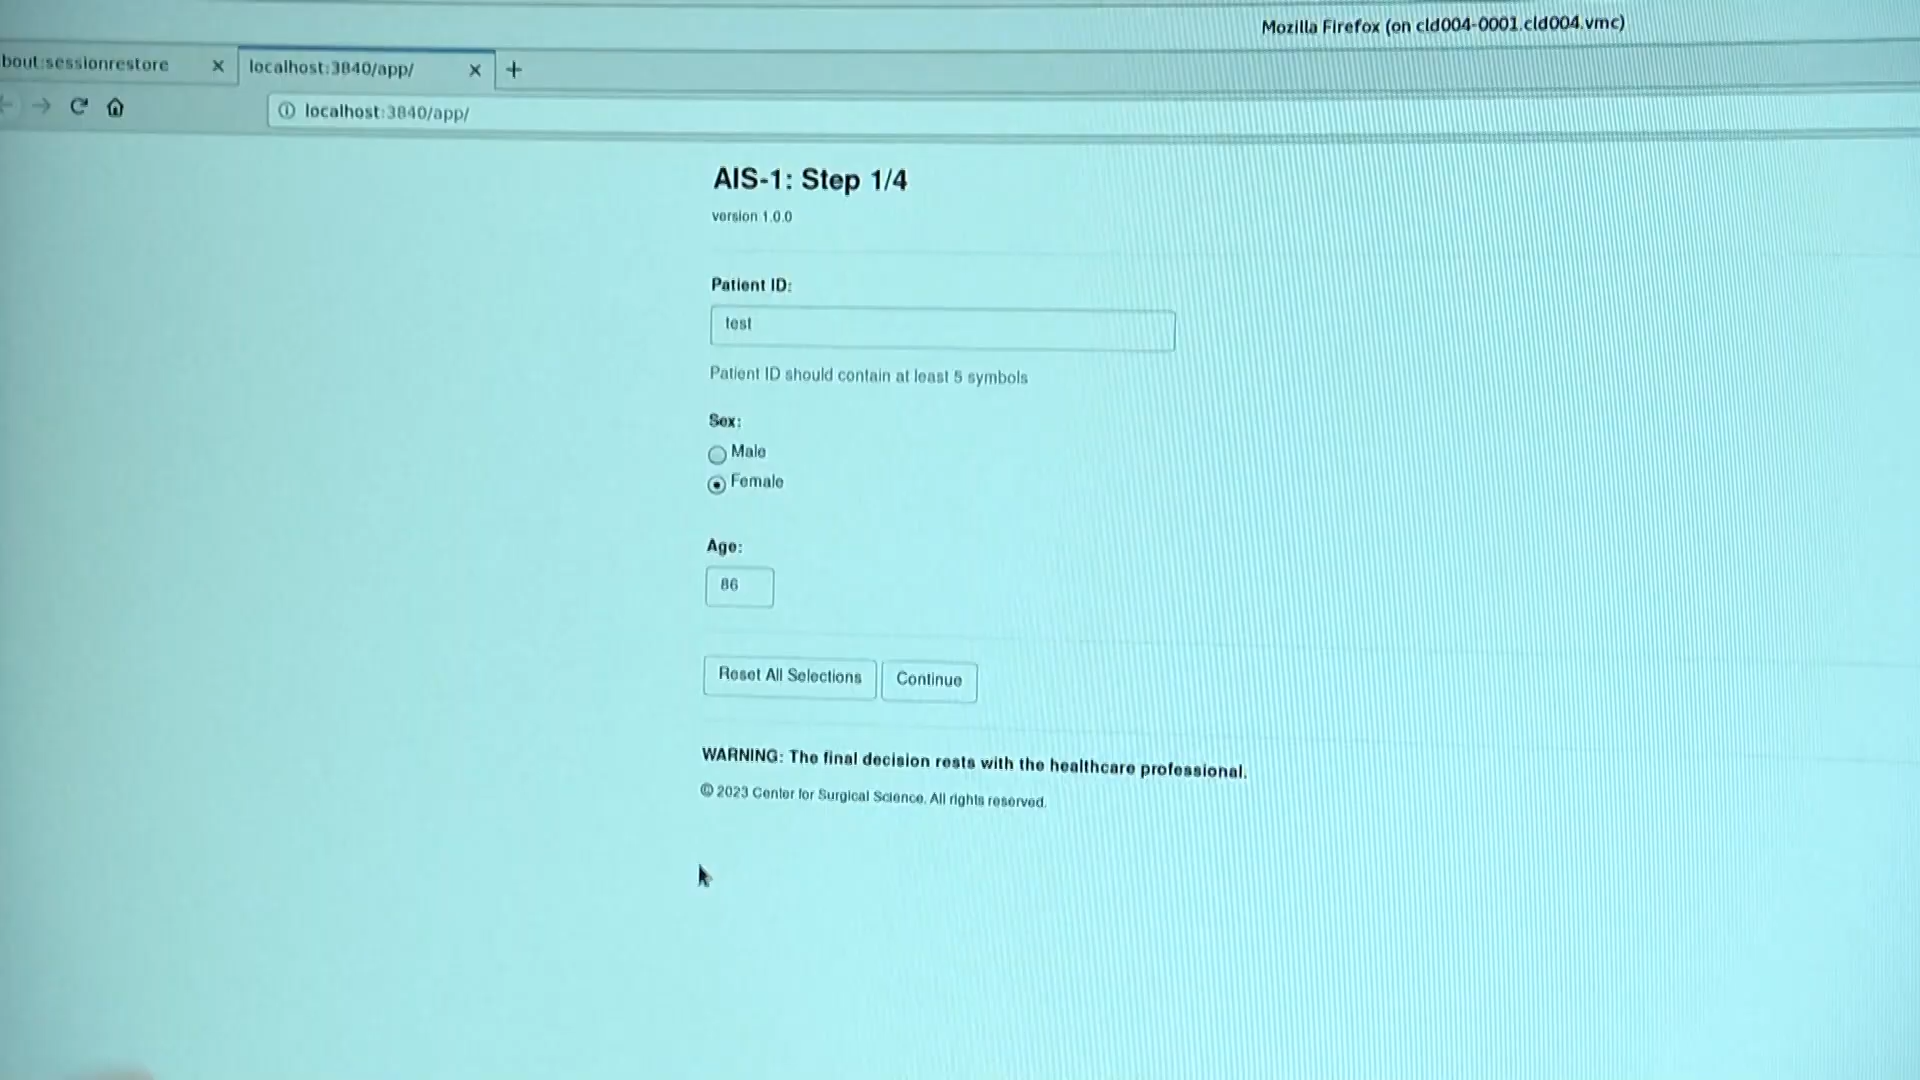 Mozilla Firefox (on cld004-0001.cld004.vmc)
bout:sessionrestore
localhost:3840/app/
localhost:3840/app/
AIS-1: Step 1/4
version 1.0.0
Patient ID:
test
Patient ID should contain at least 5 symbols
Sex:
Male
Female
Age:
86
Reset All Selections
Continue
WARNING: The final decision rests with the healthcare professional.
© 2023 Center for Surgical Science. All rights reserved.